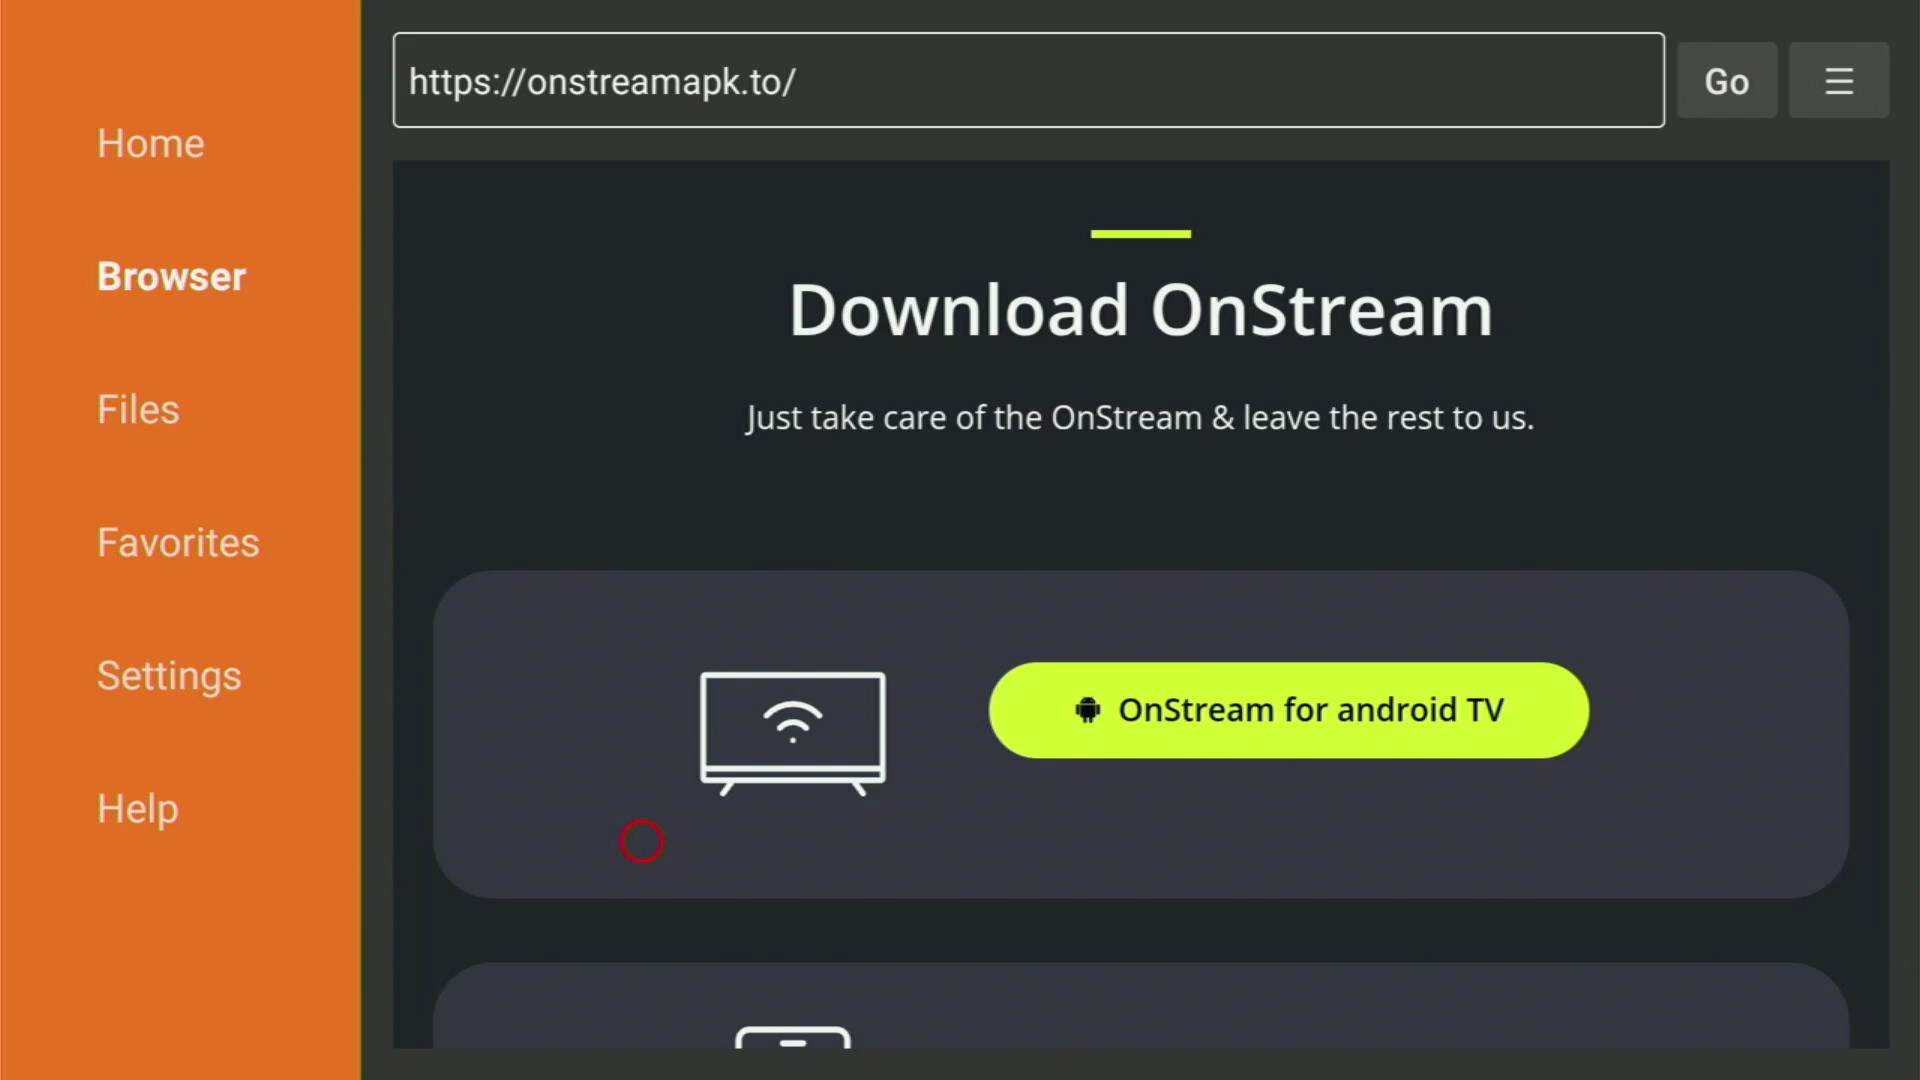 Home
Browser
Files
Favorites
Settings
Help
https://onstreamapk.to/
Go
Download OnStream
Just take care of the OnStream & leave the rest to us.
OnStream for android TV